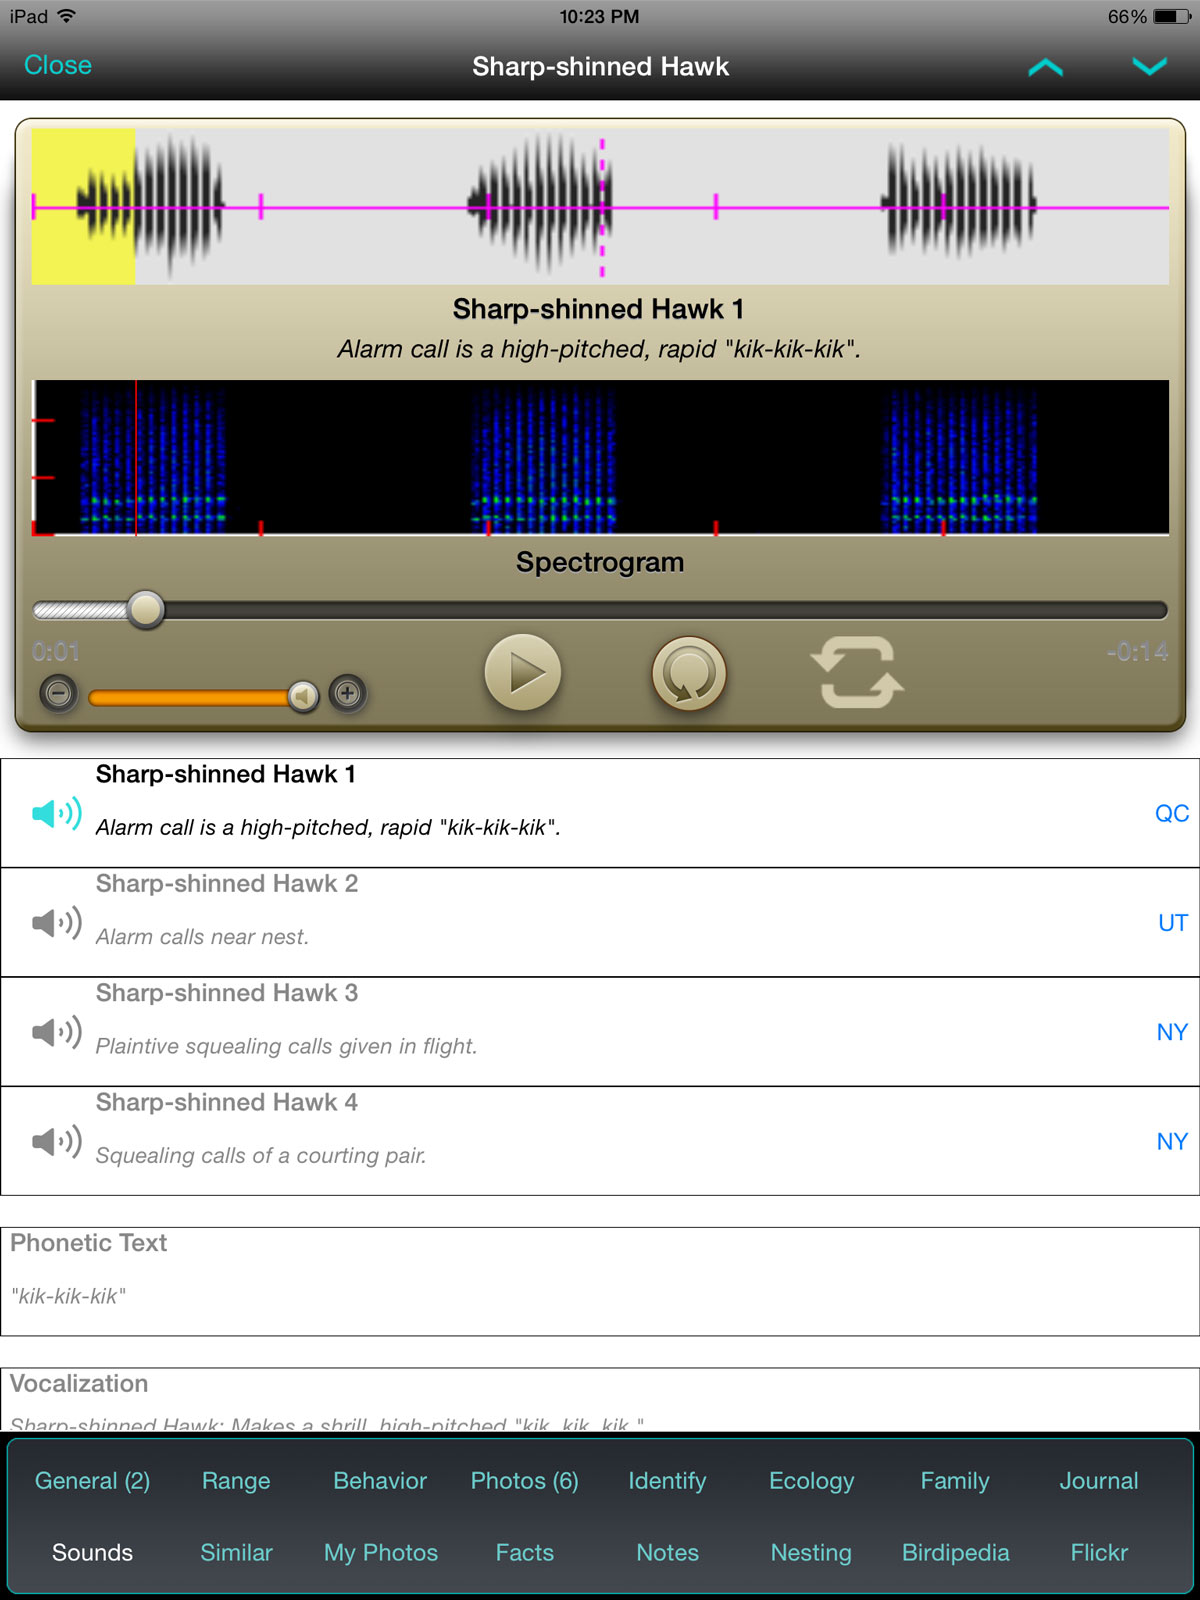 iPad 10:23 PM 66%
Close Sharp-shinned Hawk
Sharp-shinned Hawk 1
Alarm call is a high-pitched, rapid "kik-kik-kik".
Spectrogram
0:01 -0:14
Sharp-shinned Hawk 1
Alarm call is a high-pitched, rapid "kik-kik-kik".
QC
Sharp-shinned Hawk 2
Alarm calls near nest.
UT
Sharp-shinned Hawk 3
Plaintive squealing calls given in flight.
NY
Sharp-shinned Hawk 4
Squealing calls of a courting pair.
NY
Phonetic Text
"kik-kik-kik"
Vocalization
Sharp-shinned Hawk: Makes a shrill, high-pitched "kik, kik, kik."
General (2) Range Behavior Photos (6) Identify Ecology Family Journal
Sounds Similar My Photos Facts Notes Nesting Birdipedia Flickr